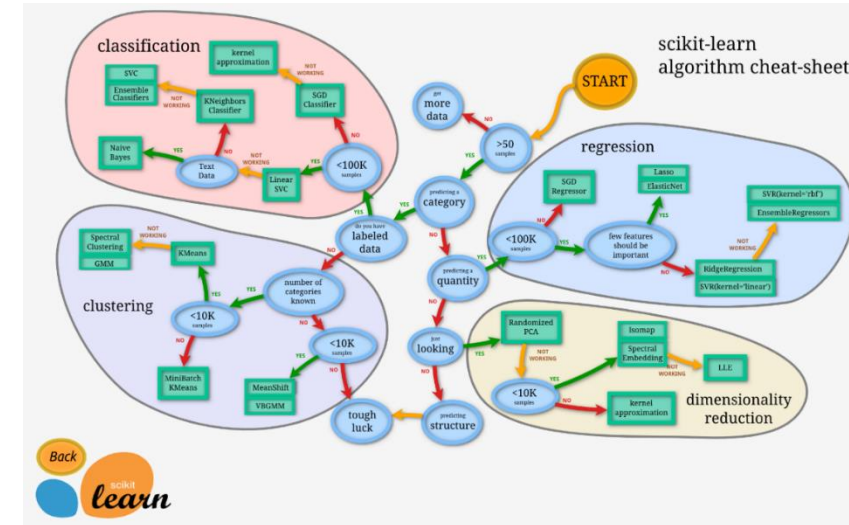 scikit-learn
algorithm cheat-sheet
START
get
more
data
NO
>50
samples
YES
predicting a
category
YES
NO
do you have
labeled
data
YES
NO
predicting a
quantity
YES
NO
just
looking
YES
NO
predicting
structure
tough
luck
classification
kernel
approximation
NOT
WORKING
SVC
Ensemble
Classifiers
NOT
WORKING
KNeighbors
Classifier
SGD
Classifier
NO
NO
Naive
Bayes
YES
Text
Data
NOT
WORKING
Linear
SVC
YES
<100K
samples
regression
SGD
Regressor
NO
<100K
samples
YES
Lasso
ElasticNet
YES
few features
should be
important
NO
SVR(kernel='rbf')
EnsembleRegressors
NOT
WORKING
RidgeRegression
SVR(kernel='linear')
clustering
Spectral
Clustering
GMM
NOT
WORKING
KMeans
YES
<10K
samples
YES
number of
categories
known
NO
NO
MiniBatch
KMeans
<10K
samples
YES
NO
MeanShift
VBGMM
dimensionality
reduction
Randomized
PCA
NOT
WORKING
<10K
samples
YES
NO
Isomap
Spectral
Embedding
NOT
WORKING
LLE
kernel
approximation
Back
scikit
learn